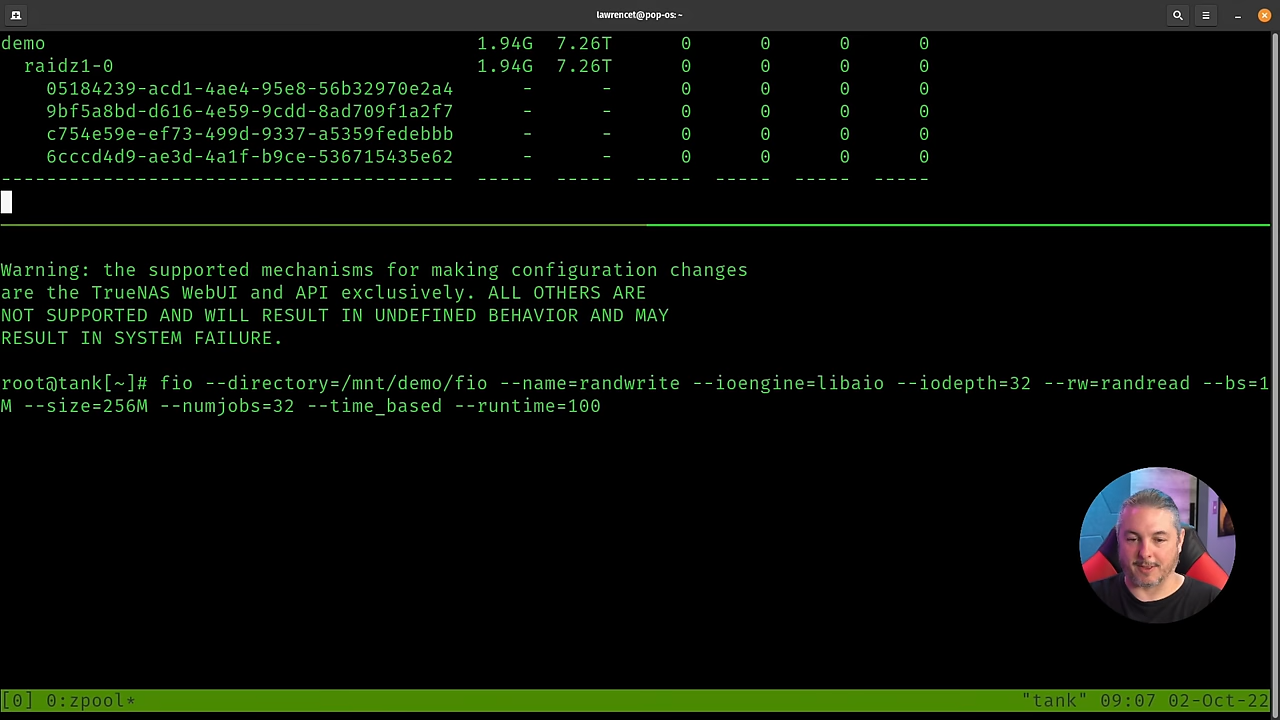 lawrencet@pop-os: ~
demo 1.94G 7.26T 0 0 0 0
raidz1-0 1.94G 7.26T 0 0 0 0
05184239-acd1-4ae4-95e8-56b32970e2a4 - - 0 0 0 0
9bf5a8bd-d616-4e59-9cdd-8ad709f1a2f7 - - 0 0 0 0
c754e59e-ef73-499d-9337-a5359fedebbb - - 0 0 0 0
6cccd4d9-ae3d-4a1f-b9ce-536715435e62 - - 0 0 0 0
---------------------------------------- ----- ----- ----- ----- ----- -----
Warning: the supported mechanisms for making configuration changes
are the TrueNAS WebUI and API exclusively. ALL OTHERS ARE
NOT SUPPORTED AND WILL RESULT IN UNDEFINED BEHAVIOR AND MAY
RESULT IN SYSTEM FAILURE.
root@tank[~]# fio --directory=/mnt/demo/fio --name=randwrite --ioengine=libaio --iodepth=32 --rw=randread --bs=1
M --size=256M --numjobs=32 --time_based --runtime=100
[0] 0:zpool* "tank" 09:07 02-Oct-22